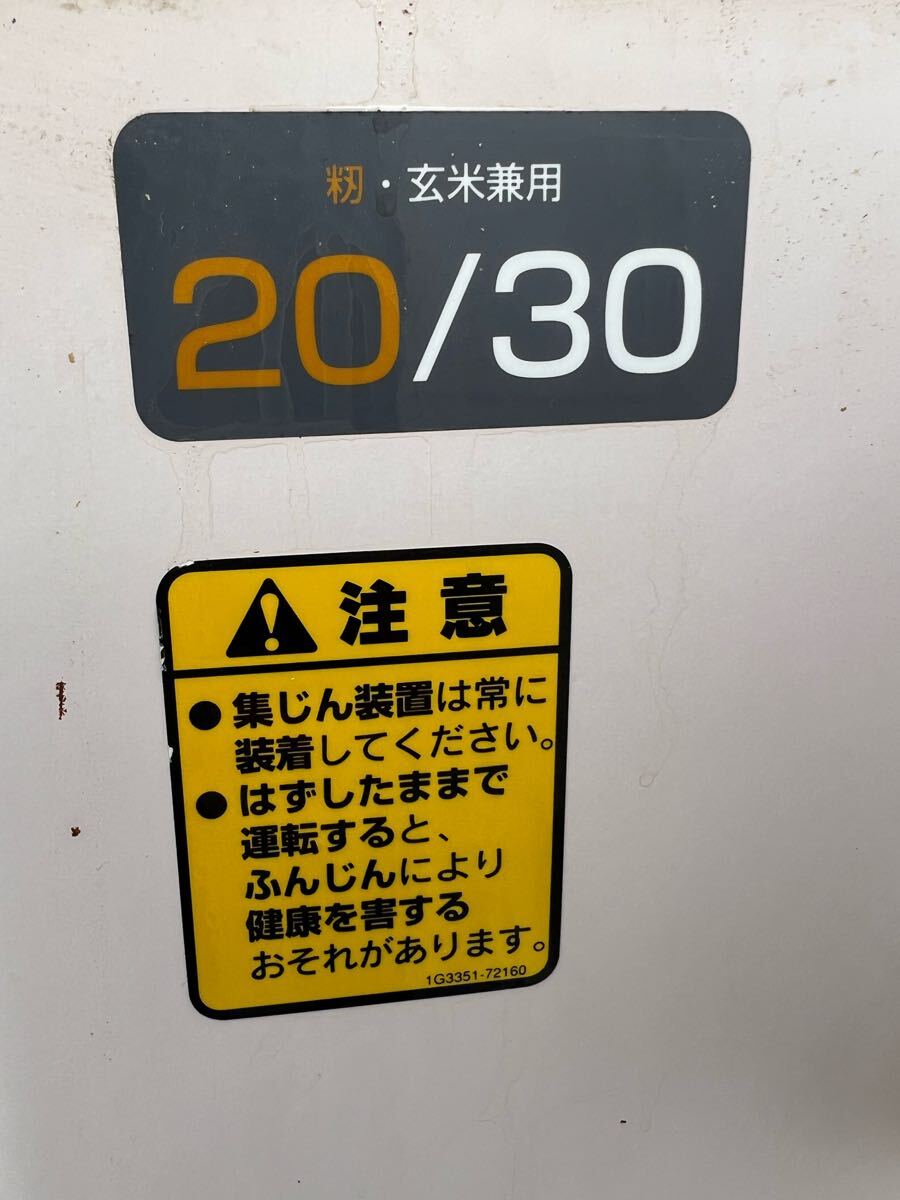 籾・玄米兼用
20/30
注意
●集じん装置は常に
装着してください。
●はずしたままで
運転すると、
ふんじんにより
健康を害する
おそれがあります。
1G3351-72160